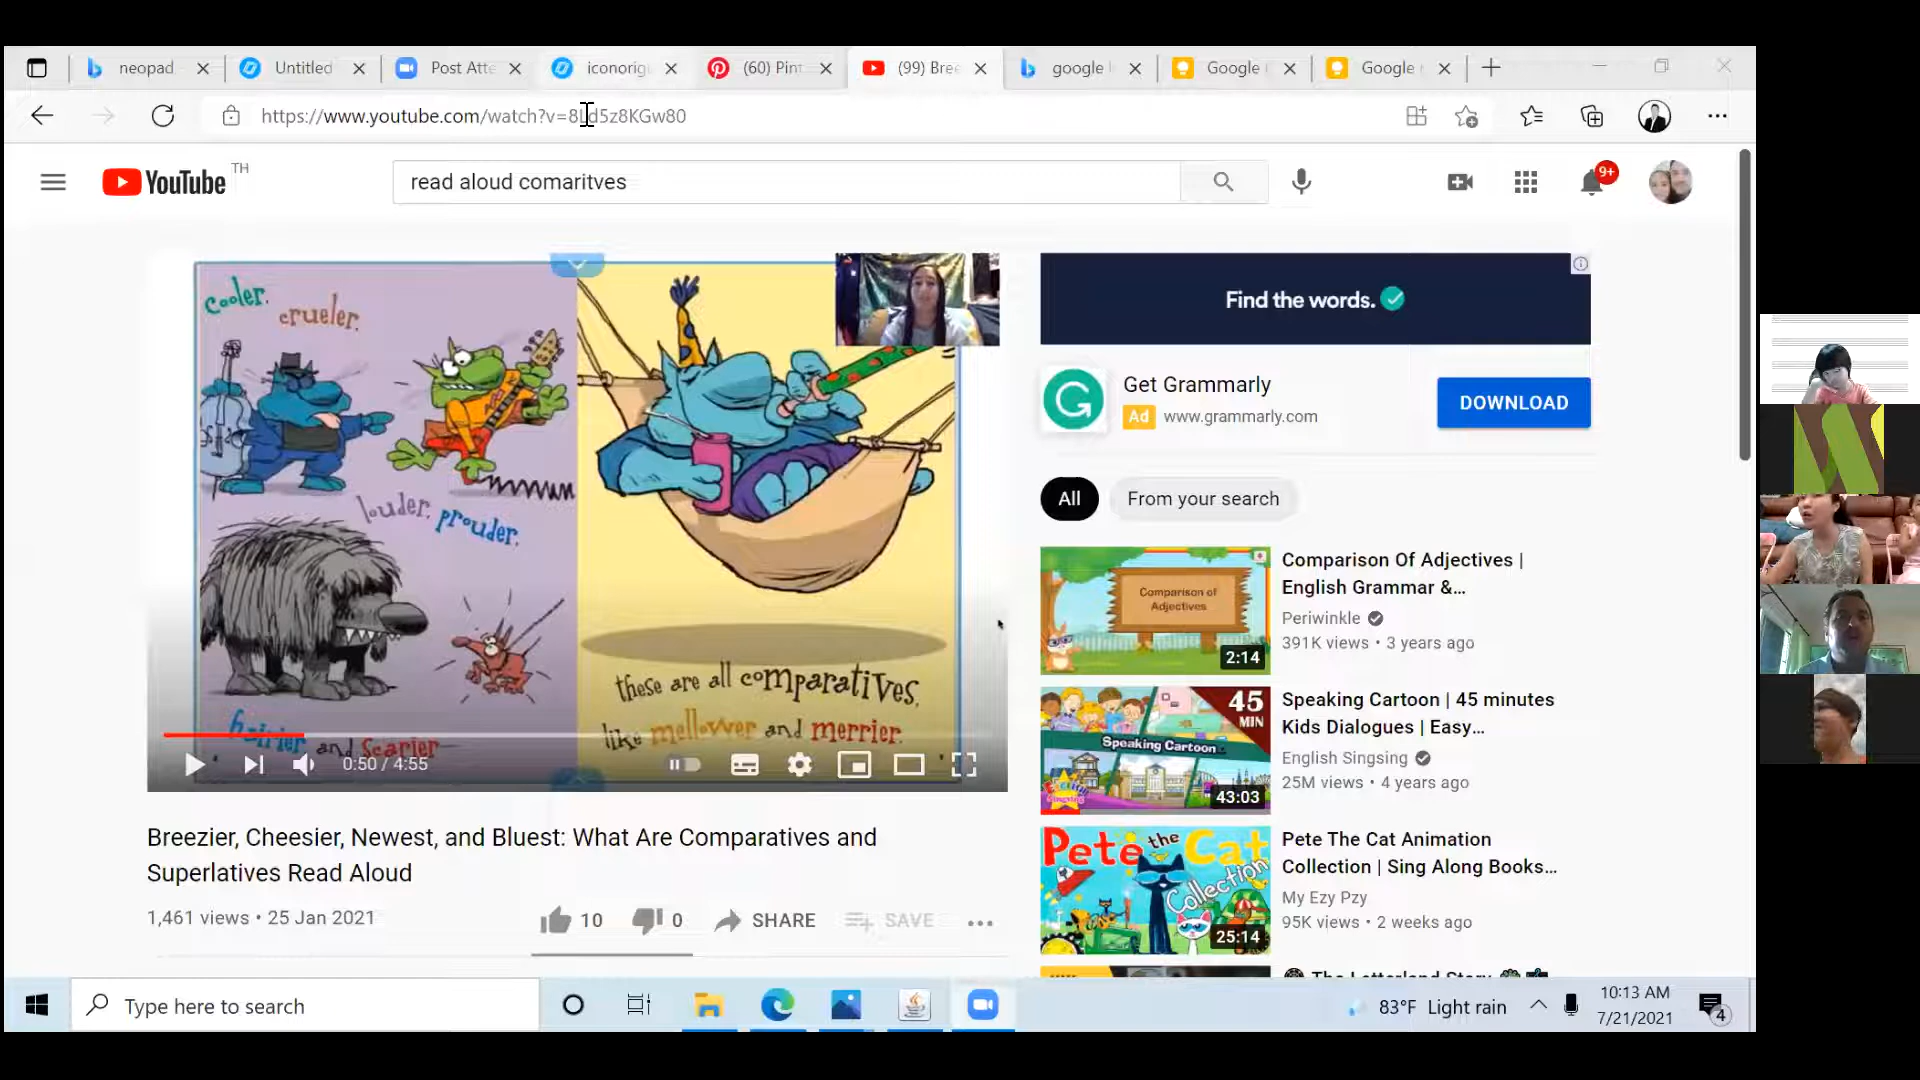 neopad
Untitled
Post Atte
iconorig
(60) Pint
(99) Bree
google
Google
Google
https://www.youtube.com/watch?v=8Ld5z8KGw80
YouTube TH
read aloud comaritves
9+
cooler,
crueler,
louder, prouder,
hairier and scarier
these are all comparatives,
like mellower and merrier.
0:50 / 4:55
Breezier, Cheesier, Newest, and Bluest: What Are Comparatives and
Superlatives Read Aloud
1,461 views • 25 Jan 2021
10
0
SHARE
SAVE
Find the words.
Get Grammarly
Ad www.grammarly.com
DOWNLOAD
All
From your search
Comparison of
Adjectives
2:14
Comparison Of Adjectives |
English Grammar &...
Periwinkle
391K views • 3 years ago
45
MIN
Speaking Cartoon
English Singsing
43:03
Speaking Cartoon | 45 minutes
Kids Dialogues | Easy...
English Singsing
25M views • 4 years ago
Pete the Cat
Collection
25:14
Pete The Cat Animation
Collection | Sing Along Books...
My Ezy Pzy
95K views • 2 weeks ago
The Letterland Story
Type here to search
83°F Light rain
10:13 AM
7/21/2021
4